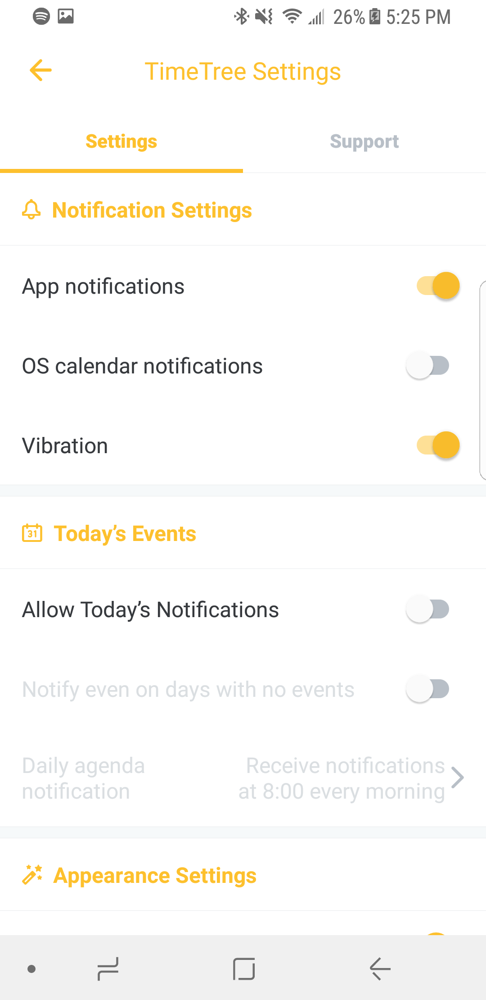 26% 5:25 PM
TimeTree Settings
Settings
Support
Notification Settings
App notifications
OS calendar notifications
Vibration
31 Today’s Events
Allow Today’s Notifications
Notify even on days with no events
Daily agenda
notification
Receive notifications
at 8:00 every morning
Appearance Settings